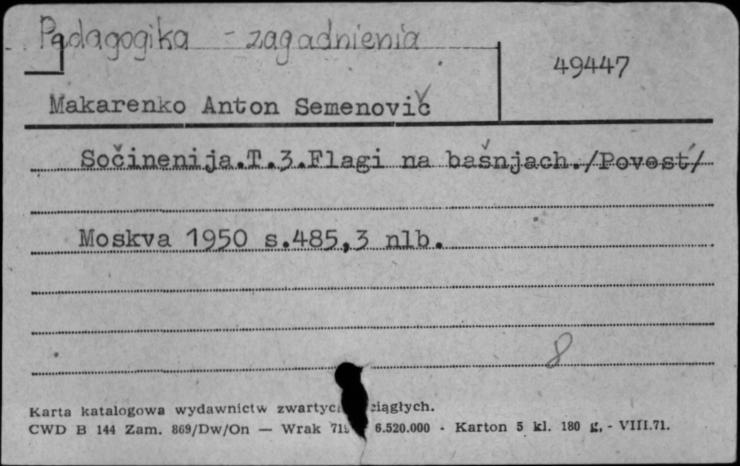 Pedagogika - zagadnienia
49447
Makarenko Anton Semenovič
Sočinenija.T.3.Flagi na bašnjach./Povest'/
Moskva 1950 s.485,3 nlb.
8
Karta katalogowa wydawnictw ciągłych.
CWD B 144 Zam. 869/Dw/On — Wrak 6.520.000 - Karton 5 kl. 180 g, - VIII.71.